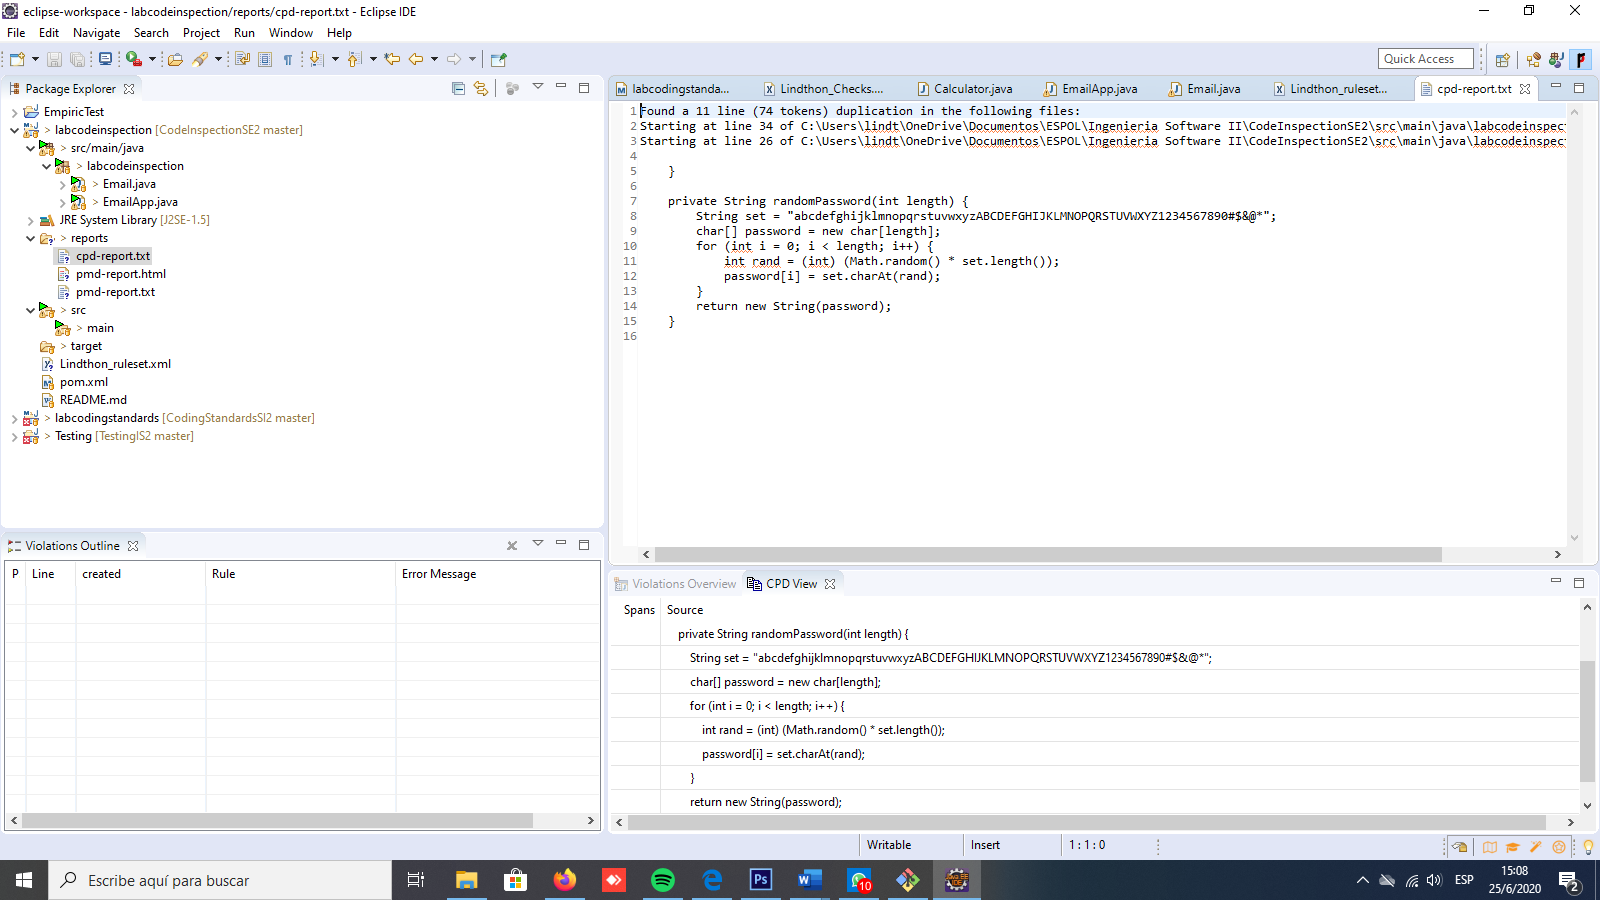 eclipse-workspace - labcodeinspection/reports/cpd-report.txt - Eclipse IDE
File Edit Navigate Search Project Run Window Help
Quick Access
Package Explorer
EmpiricTest
> labcodeinspection [CodeInspectionSE2 master]
> src/main/java
> labcodeinspection
> Email.java
> EmailApp.java
JRE System Library [J2SE-1.5]
> reports
cpd-report.txt
pmd-report.html
pmd-report.txt
> src
> main
> target
Lindthon_ruleset.xml
pom.xml
README.md
> labcodingstandards [CodingStandardsSI2 master]
> Testing [TestingIS2 master]
labcodingstanda... Lindthon_Checks.... Calculator.java EmailApp.java Email.java Lindthon_ruleset... cpd-report.txt
1 Found a 11 line (74 tokens) duplication in the following files:
2 Starting at line 34 of C:\Users\lindt\OneDrive\Documentos\ESPOL\Ingenieria Software II\CodeInspectionSE2\src\main\java\labcodeinspec
3 Starting at line 26 of C:\Users\lindt\OneDrive\Documentos\ESPOL\Ingenieria Software II\CodeInspectionSE2\src\main\java\labcodeinspec
4
5 }
6
7 private String randomPassword(int length) {
8 String set = "abcdefghijklmnopqrstuvwxyzABCDEFGHIJKLMNOPQRSTUVWXYZ1234567890#$&@*";
9 char[] password = new char[length];
10 for (int i = 0; i < length; i++) {
11 int rand = (int) (Math.random() * set.length());
12 password[i] = set.charAt(rand);
13 }
14 return new String(password);
15 }
16
Violations Outline
P Line created Rule Error Message
Violations Overview CPD View
Spans Source
private String randomPassword(int length) {
String set = "abcdefghijklmnopqrstuvwxyzABCDEFGHIJKLMNOPQRSTUVWXYZ1234567890#$&@*";
char[] password = new char[length];
for (int i = 0; i < length; i++) {
int rand = (int) (Math.random() * set.length());
password[i] = set.charAt(rand);
}
return new String(password);
Writable Insert 1 : 1 : 0
Escribe aquí para buscar
Ps
10
ESP
15:08
25/6/2020
2